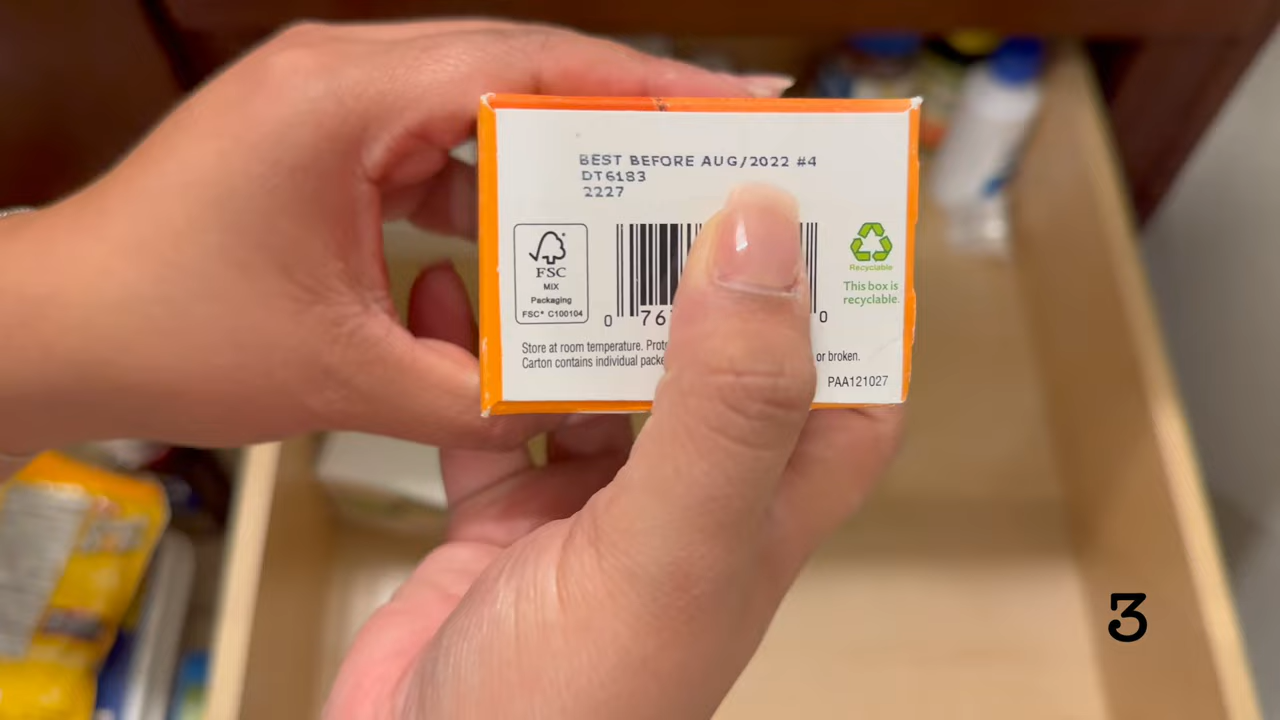 BEST BEFORE AUG/2022 #4
DT6183
2227
FSC
MIX
Packaging
FSC® C100104
0 76 0
Recyclable
This box is
recyclable.
Store at room temperature.
or broken.
Carton contains individual
PAA121027
3